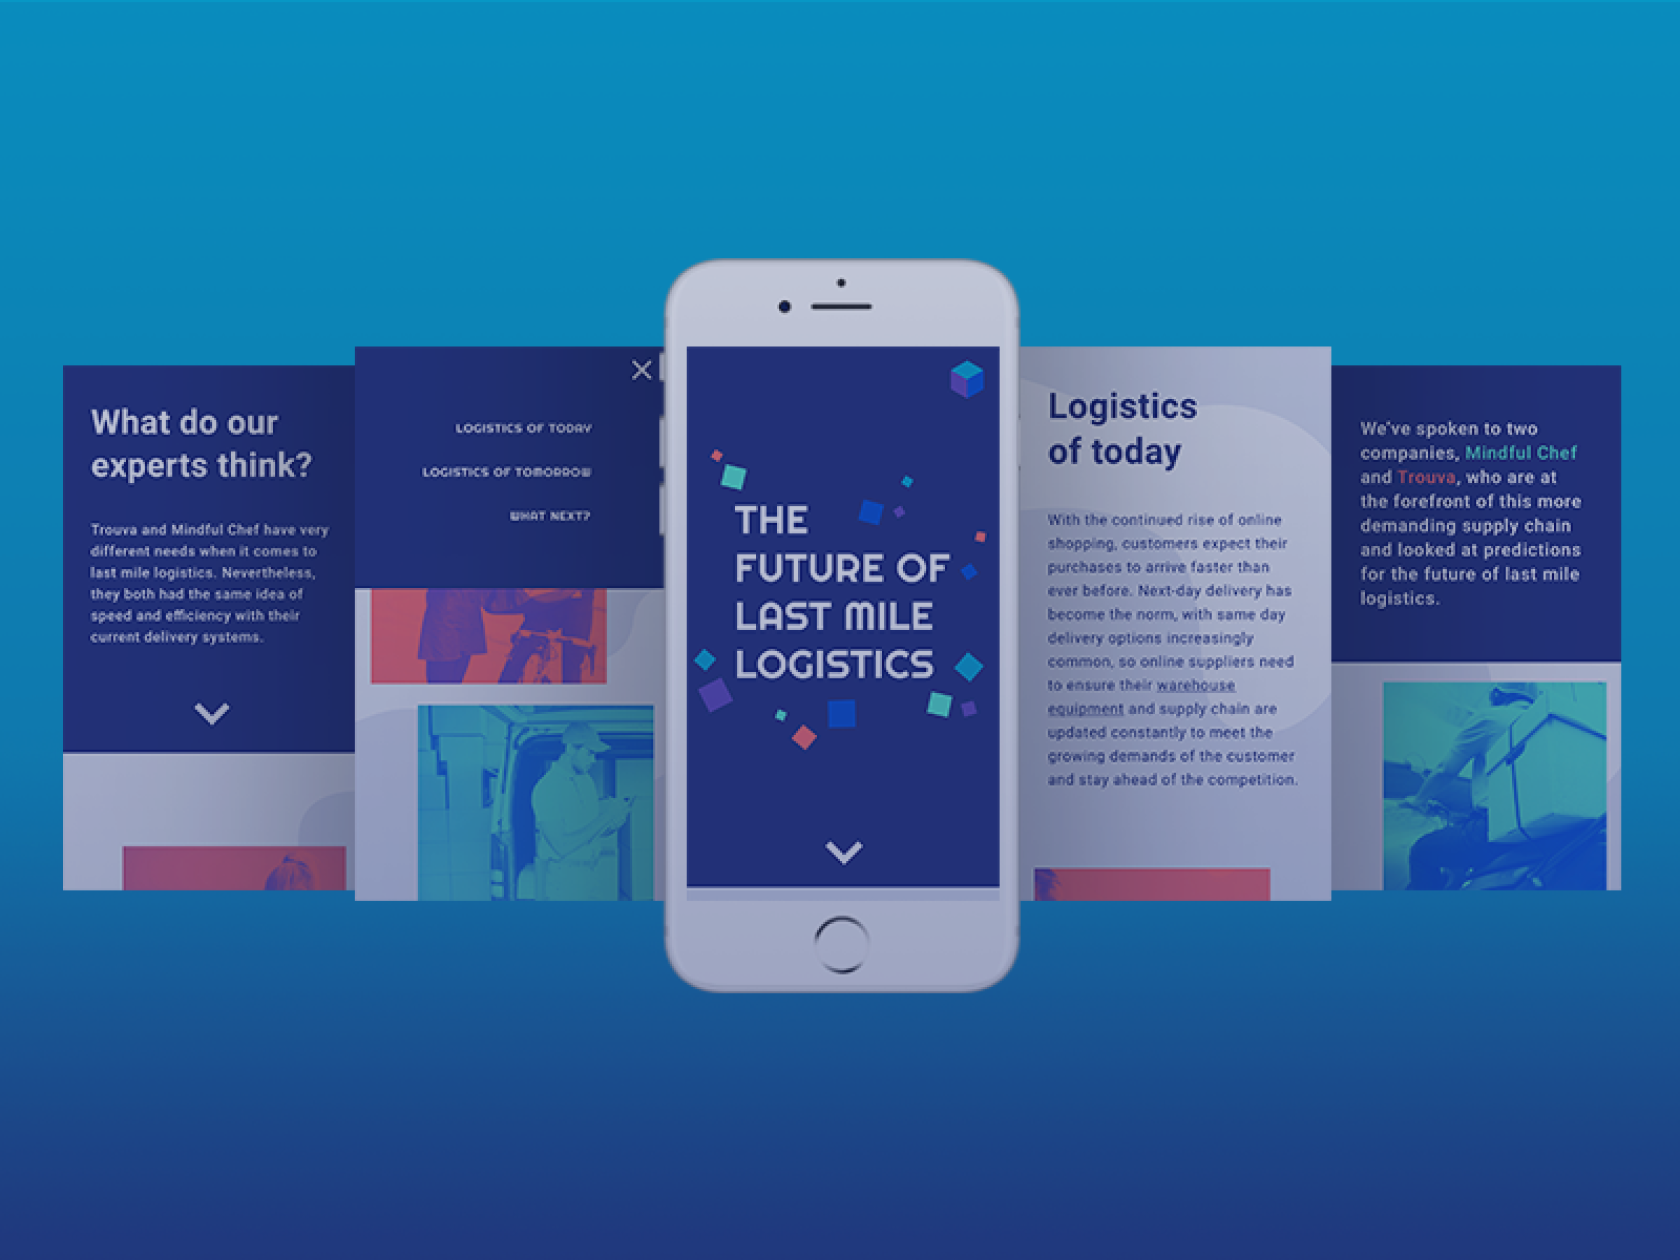 What do our
experts think?
Trouva and Mindful Chef have very
different needs when it comes to
last mile logistics. Nevertheless,
they both had the same idea of
speed and efficiency with their
current delivery systems.
LOGISTICS OF TODAY
LOGISTICS OF TOMORROW
WHAT NEXT?
THE
FUTURE OF
LAST MILE
LOGISTICS
Logistics
of today
With the continued rise of online
shopping, customers expect their
purchases to arrive faster than
ever before. Next-day delivery has
become the norm, with same day
delivery options increasingly
common, so online suppliers need
to ensure their warehouse
equipment and supply chain are
updated constantly to meet the
growing demands of the customer
and stay ahead of the competition.
We've spoken to two
companies, Mindful Chef
and Trouva, who are at
the forefront of this more
demanding supply chain
and looked at predictions
for the future of last mile
logistics.